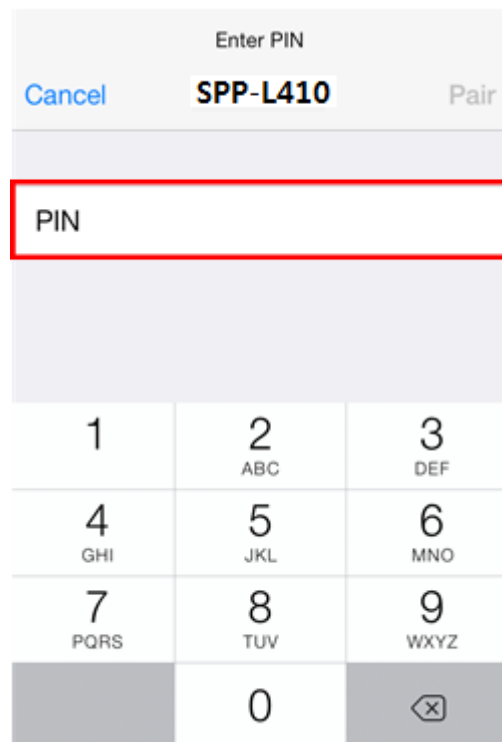 Enter PIN
Cancel SPP-L410 Pair
PIN
1 2 3
ABC DEF
4 5 6
GHI JKL MNO
7 8 9
PQRS TUV WXYZ
0